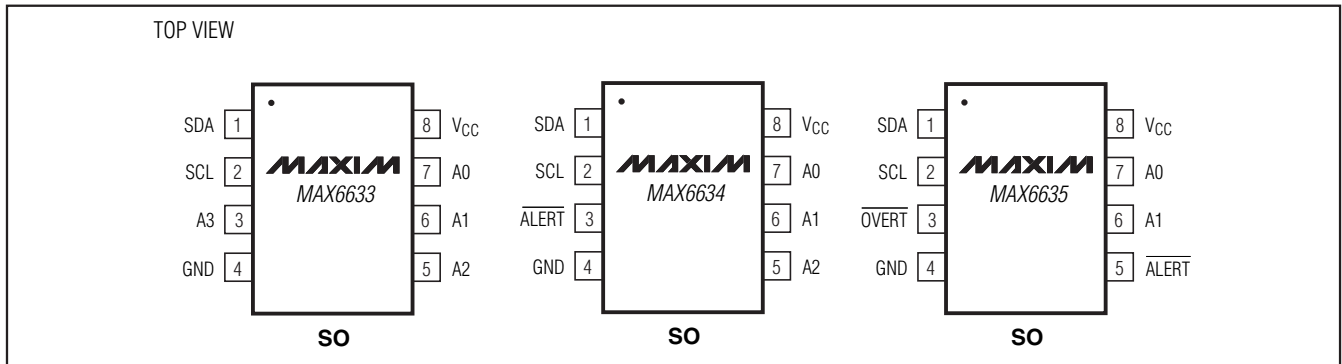 TOP VIEW
SDA 1
SCL 2
A3 3
GND 4
MAXIM
MAX6633
8 VCC
7 A0
6 A1
5 A2
SO
SDA 1
SCL 2
ALERT 3
GND 4
MAXIM
MAX6634
8 VCC
7 A0
6 A1
5 A2
SO
SDA 1
SCL 2
OVERT 3
GND 4
MAXIM
MAX6635
8 VCC
7 A0
6 A1
5 ALERT
SO